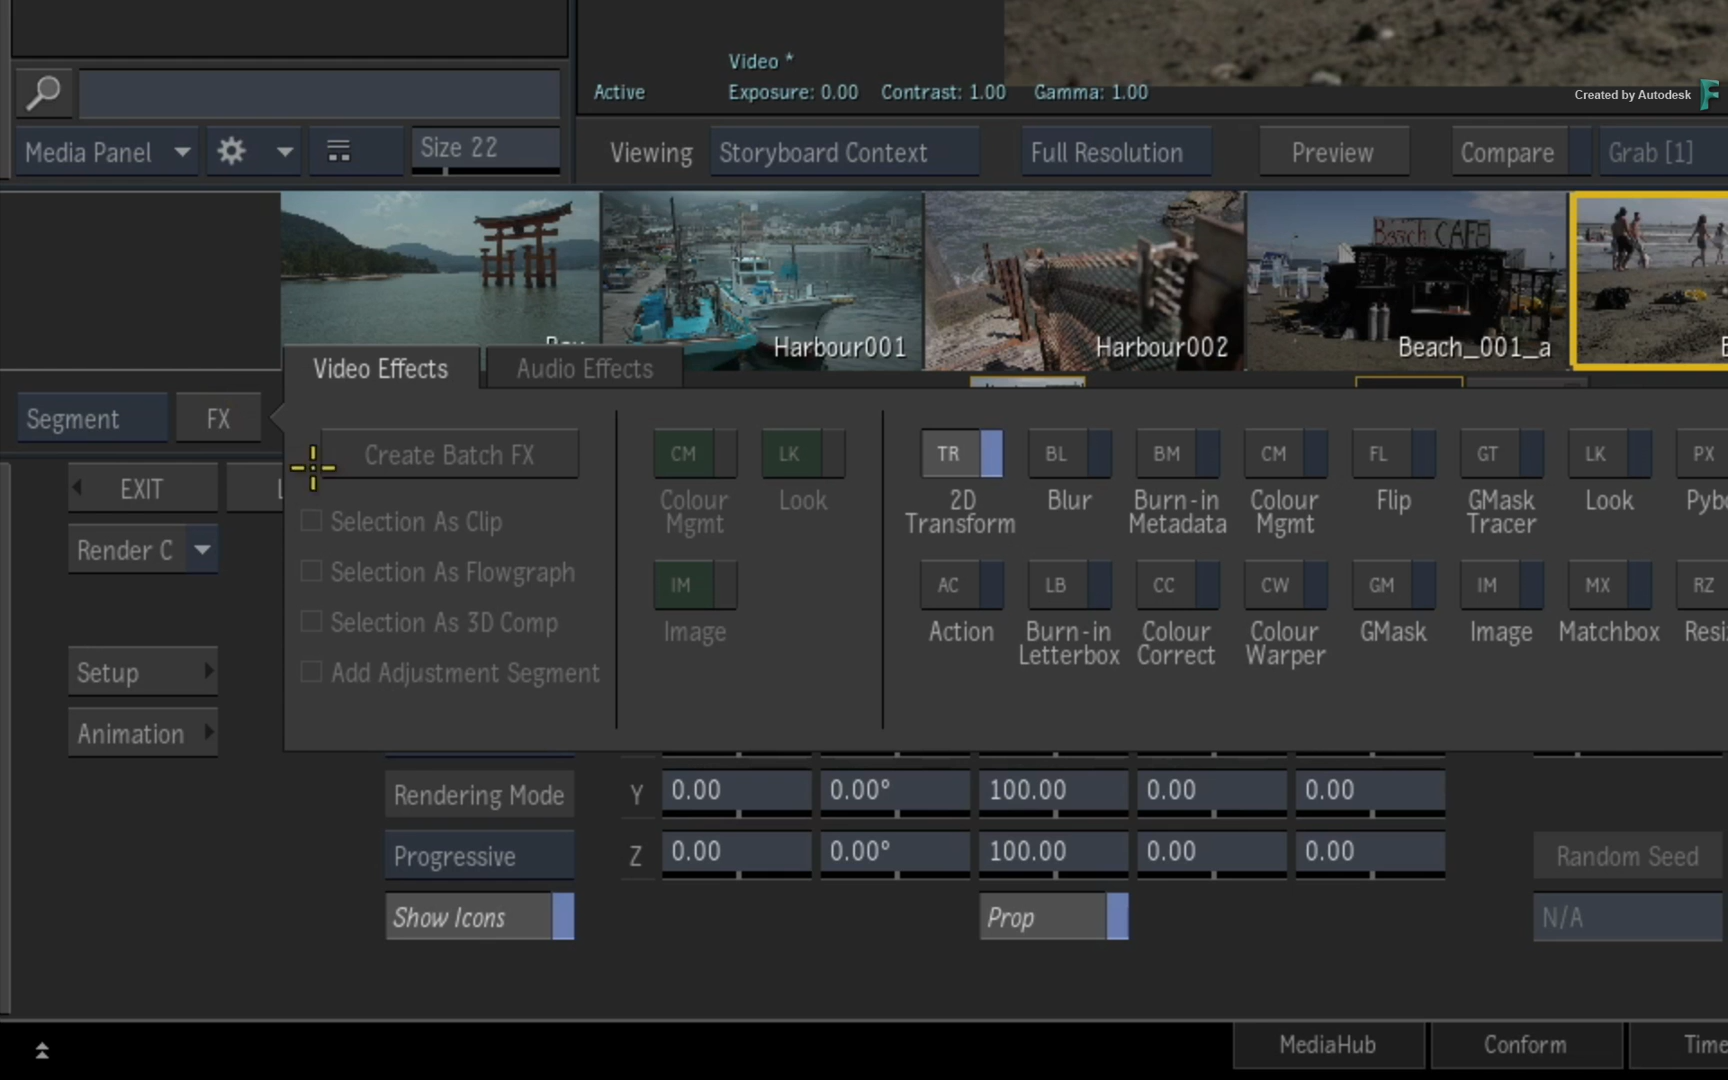 Video *
Active
Exposure: 0.00
Contrast: 1.00
Gamma: 1.00
Created by Autodesk
Media Panel
Size 22
Viewing
Storyboard Context
Full Resolution
Preview
Compare
Grab [1]
Beach CAFE
Harbour001
Harbour002
Beach_001_a
Video Effects
Audio Effects
Segment
FX
Create Batch FX
Selection As Clip
Selection As Flowgraph
Selection As 3D Comp
Add Adjustment Segment
CM
Colour
Mgmt
LK
Look
IM
Image
TR
2D
Transform
BL
Blur
BM
Burn-in
Metadata
CM
Colour
Mgmt
FL
Flip
GT
GMask
Tracer
LK
Look
PX
AC
Action
LB
Burn-in
Letterbox
CC
Colour
Correct
CW
Colour
Warper
GM
GMask
IM
Image
MX
Matchbox
RZ
EXIT
Render C
Setup
Animation
Rendering Mode
Y
0.00
0.00°
100.00
0.00
0.00
Progressive
Z
0.00
0.00°
100.00
0.00
0.00
Random Seed
Show Icons
Prop
N/A
MediaHub
Conform